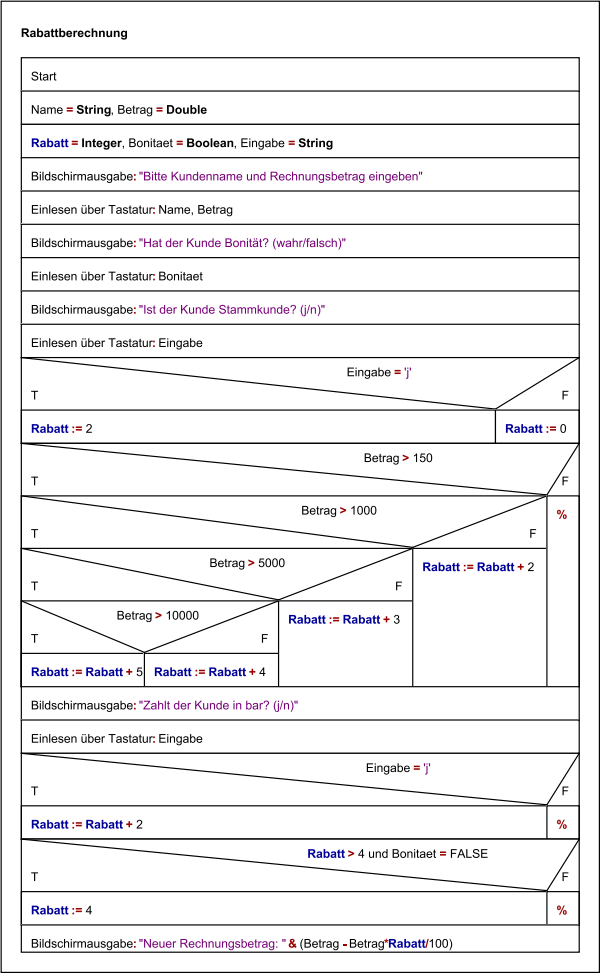 Rabattberechnung
Start
Name = String, Betrag = Double
Rabatt = Integer, Bonitaet = Boolean, Eingabe = String
Bildschirmausgabe: "Bitte Kundenname und Rechnungsbetrag eingeben"
Einlesen über Tastatur: Name, Betrag
Bildschirmausgabe: "Hat der Kunde Bonität? (wahr/falsch)"
Einlesen über Tastatur: Bonitaet
Bildschirmausgabe: "Ist der Kunde Stammkunde? (j/n)"
Einlesen über Tastatur: Eingabe
Eingabe = 'j'
T F
Rabatt := 2 Rabatt := 0
Betrag > 150
T F
Betrag > 1000 %
T F
Betrag > 5000 Rabatt := Rabatt + 2
T F
Betrag > 10000 Rabatt := Rabatt + 3
T F
Rabatt := Rabatt + 5 Rabatt := Rabatt + 4
Bildschirmausgabe: "Zahlt der Kunde in bar? (j/n)"
Einlesen über Tastatur: Eingabe
Eingabe = 'j'
T F
Rabatt := Rabatt + 2 %
Rabatt > 4 und Bonitaet = FALSE
T F
Rabatt := 4 %
Bildschirmausgabe: "Neuer Rechnungsbetrag: " & (Betrag - Betrag*Rabatt/100)